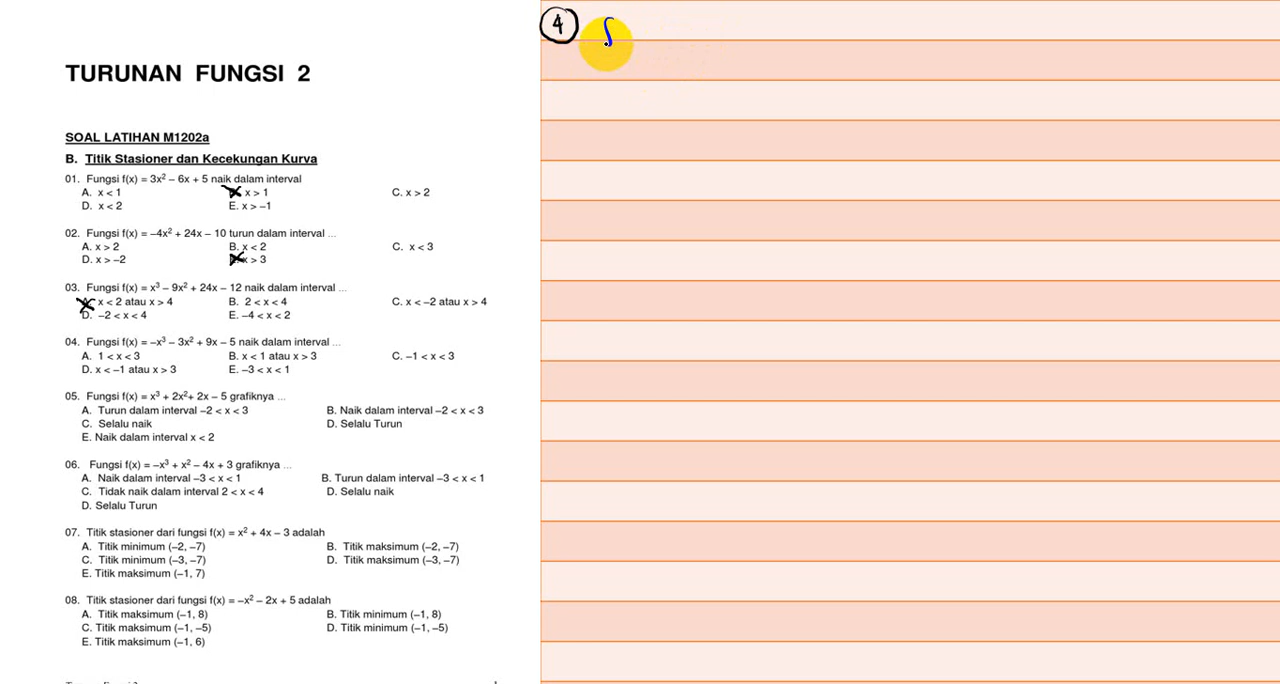 TURUNAN FUNGSI 2
SOAL LATIHAN M1202a
B. Titik Stasioner dan Kecekungan Kurva
01. Fungsi f(x) = 3x² – 6x + 5 naik dalam interval
A. x < 1 x > 1 C. x > 2
D. x < 2 E. x > –1
02. Fungsi f(x) = –4x² + 24x – 10 turun dalam interval ...
A. x > 2 B. x < 2 C. x < 3
D. x > –2 x > 3
03. Fungsi f(x) = x³ – 9x² + 24x – 12 naik dalam interval ...
x < 2 atau x > 4 B. 2 < x < 4 C. x < –2 atau x > 4
D. –2 < x < 4 E. –4 < x < 2
04. Fungsi f(x) = –x³ – 3x² + 9x – 5 naik dalam interval ...
A. 1 < x < 3 B. x < 1 atau x > 3 C. –1 < x < 3
D. x < –1 atau x > 3 E. –3 < x < 1
05. Fungsi f(x) = x³ + 2x²+ 2x – 5 grafiknya ...
A. Turun dalam interval –2 < x < 3 B. Naik dalam interval –2 < x < 3
C. Selalu naik D. Selalu Turun
E. Naik dalam interval x < 2
06. Fungsi f(x) = –x³ + x² – 4x + 3 grafiknya ...
A. Naik dalam interval –3 < x < 1 B. Turun dalam interval –3 < x < 1
C. Tidak naik dalam interval 2 < x < 4 D. Selalu naik
D. Selalu Turun
07. Titik stasioner dari fungsi f(x) = x² + 4x – 3 adalah
A. Titik minimum (–2, –7) B. Titik maksimum (–2, –7)
C. Titik minimum (–3, –7) D. Titik maksimum (–3, –7)
E. Titik maksimum (–1, 7)
08. Titik stasioner dari fungsi f(x) = –x² – 2x + 5 adalah
A. Titik maksimum (–1, 8) B. Titik minimum (–1, 8)
C. Titik maksimum (–1, –5) D. Titik minimum (–1, –5)
E. Titik maksimum (–1, 6)
4